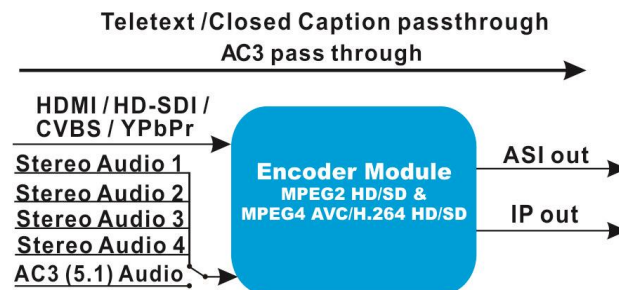 Teletext /Closed Caption passthrough
AC3 pass through
HDMI / HD-SDI /
CVBS / YPbPr
Stereo Audio 1
Stereo Audio 2
Stereo Audio 3
Stereo Audio 4
AC3 (5.1) Audio
Encoder Module
MPEG2 HD/SD &
MPEG4 AVC/H.264 HD/SD
ASI out
IP out